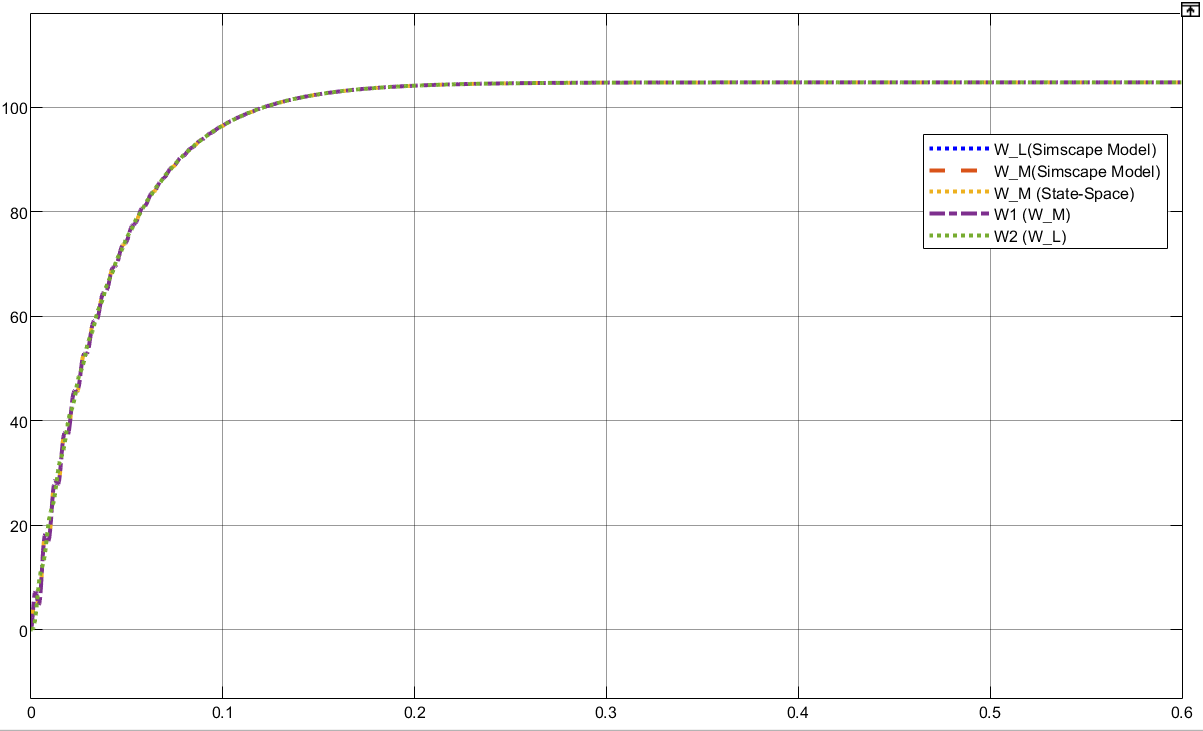 100
80
60
40
20
0
0 0.1 0.2 0.3 0.4 0.5 0.6
W_L(Simscape Model)
W_M(Simscape Model)
W_M (State-Space)
W1 (W_M)
W2 (W_L)